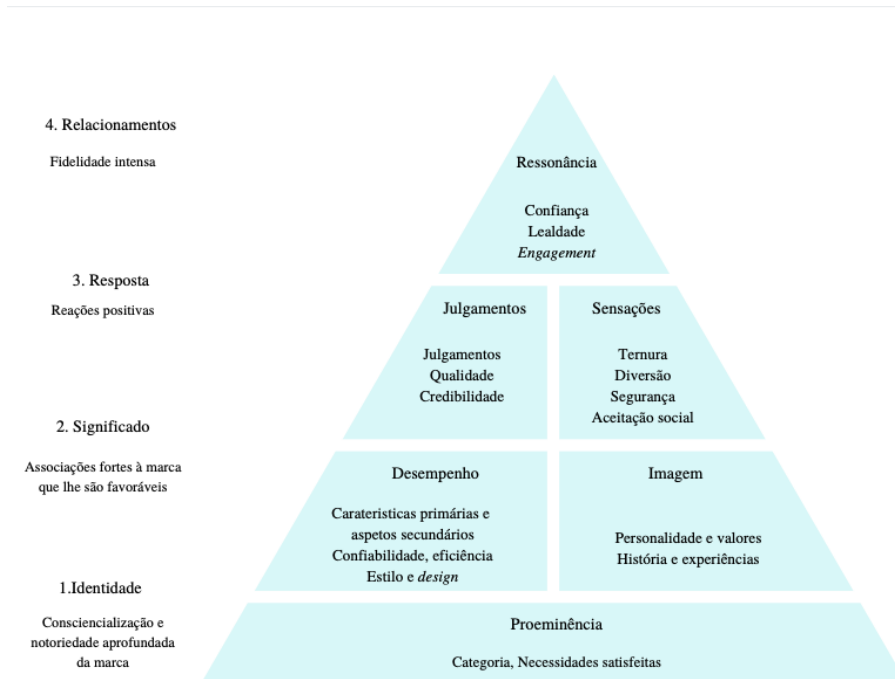 4. Relacionamentos
Fidelidade intensa
Ressonância
Confiança
Lealdade
Engagement
3. Resposta
Reações positivas
Julgamentos
Julgamentos
Qualidade
Credibilidade
Sensações
Ternura
Diversão
Segurança
Aceitação social
2. Significado
Associações fortes à marca
que lhe são favoráveis
Desempenho
Carateristicas primárias e
aspetos secundários
Confiabilidade, eficiência
Estilo e design
Imagem
Personalidade e valores
História e experiências
1.Identidade
Consciencialização e
notoriedade aprofundada
da marca
Proeminência
Categoria, Necessidades satisfeitas